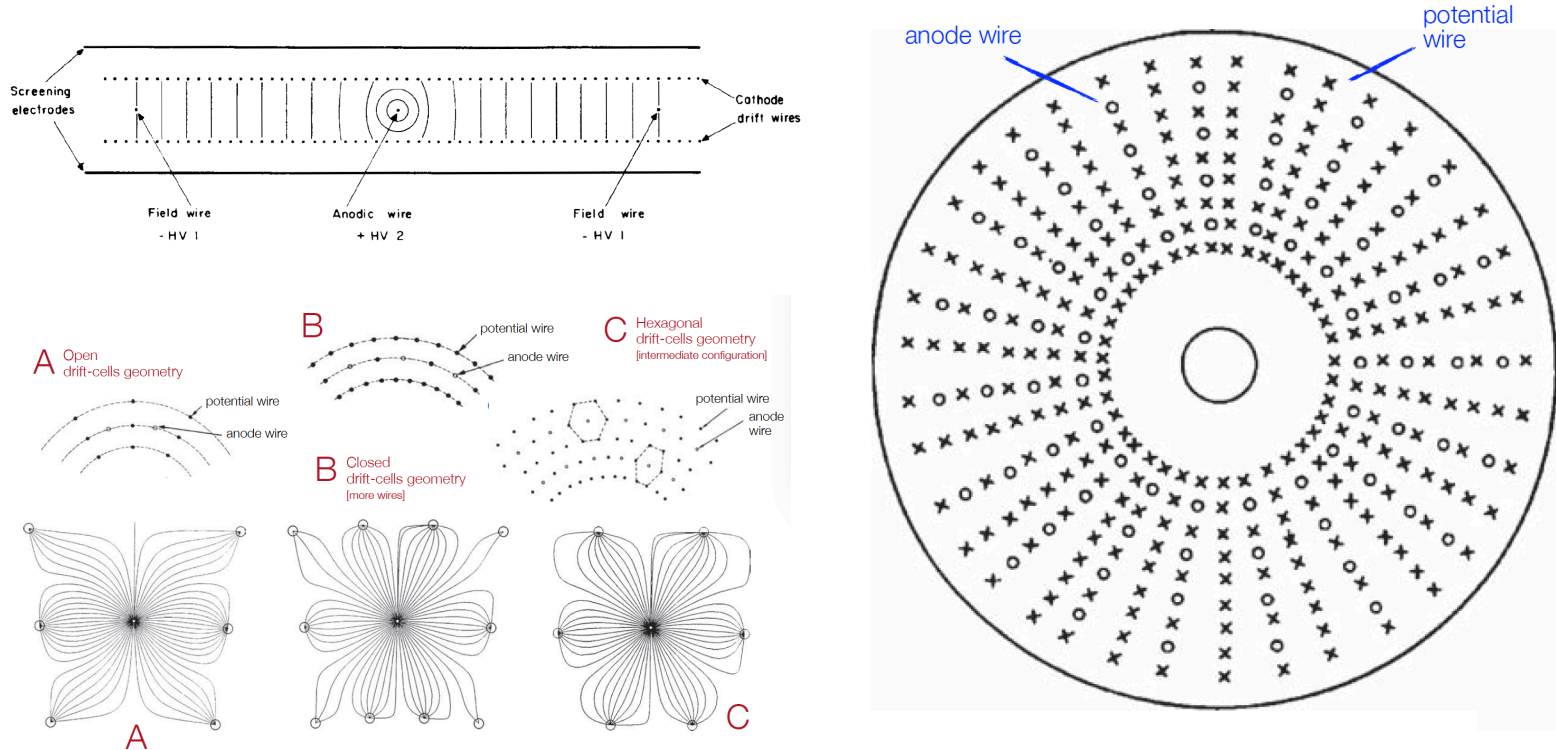 Screening
electrodes
Cathode
drift wires
Field wire
- HV 1
Anodic wire
+ HV 2
Field wire
- HV 1
A Open
drift-cells geometry
potential wire
anode wire
B
potential wire
anode wire
B Closed
drift-cells geometry
[more wires]
C Hexagonal
drift-cells geometry
[intermediate configuration]
potential wire
anode
wire
A
C
anode wire
potential
wire